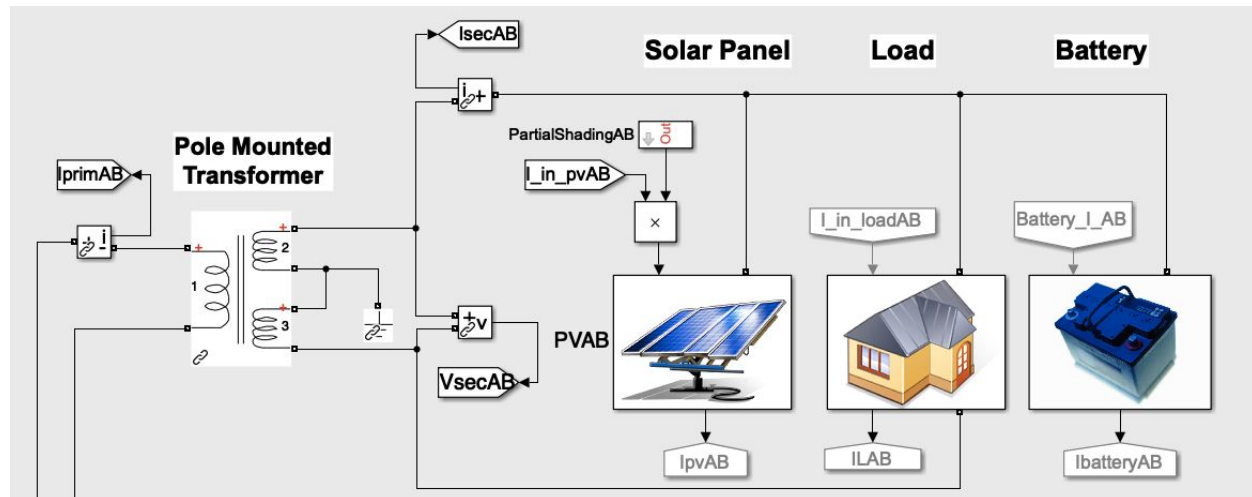 IsecAB
Solar Panel
Load
Battery
i
+
PartialShadingAB
Out
Pole Mounted
Transformer
IprimAB
I_in_pvAB
×
I_in_loadAB
Battery_I_AB
+
i
-
+
1
+
2
+
3
+
v
PVAB
VsecAB
IpvAB
ILAB
IbatteryAB